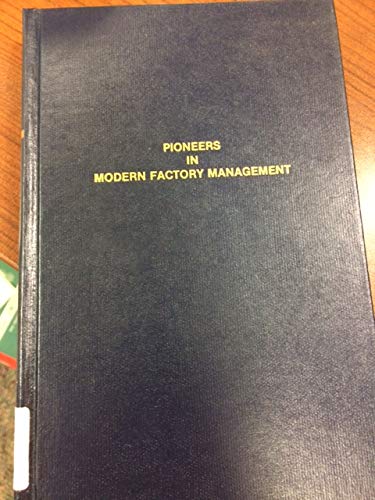 PIONEERS
IN
MODERN FACTORY MANAGEMENT